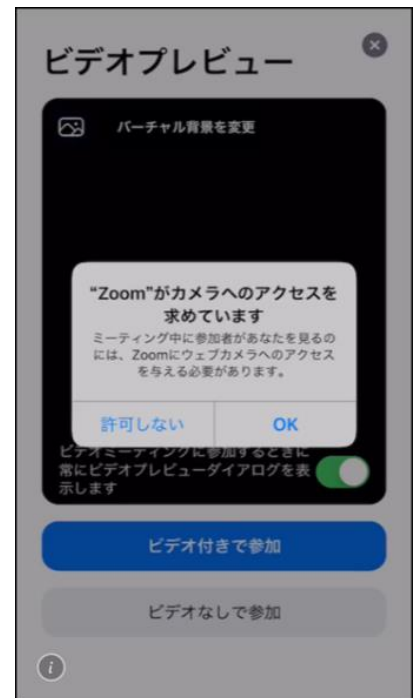 ビデオプレビュー
バーチャル背景を変更
“Zoom”がカメラへのアクセスを
求めています
ミーティング中に参加者があなたを見るの
には、Zoomにウェブカメラへのアクセス
を与える必要があります。
許可しない
OK
ビデオミーティングに参加するときに
常にビデオプレビューダイアログを表
示します
ビデオ付きで参加
ビデオなしで参加